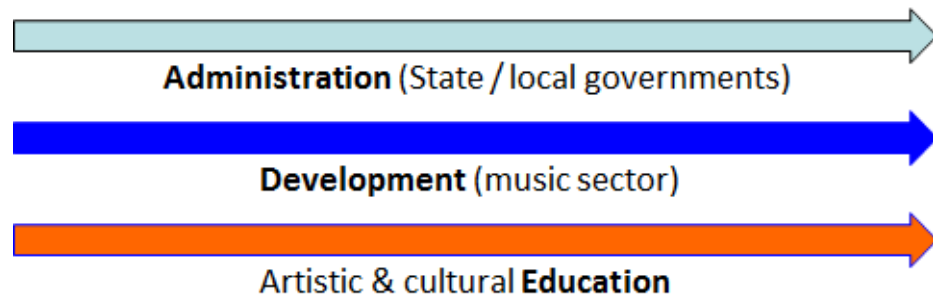 Administration (State / local governments)
Development (music sector)
Artistic & cultural Education